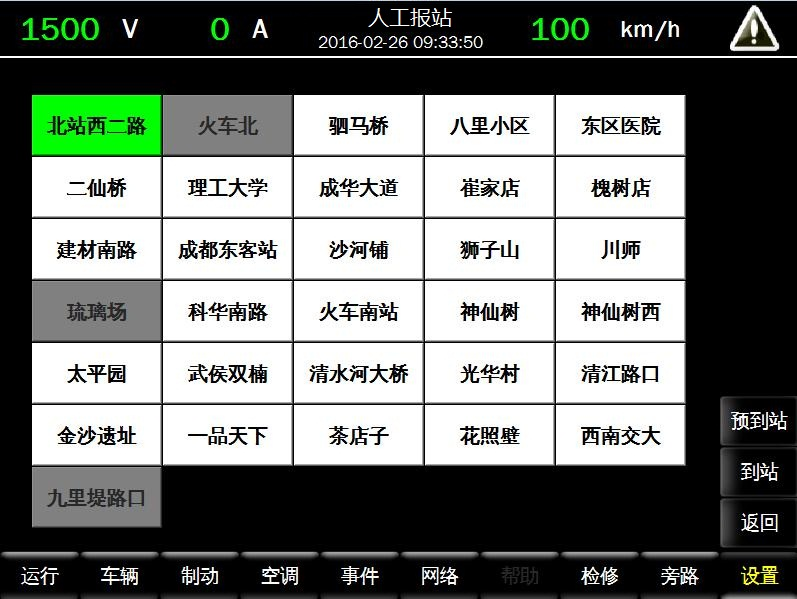 1500 V 0 A 人工报站 100 km/h
2016-02-26 09:33:50
北站西二路 火车北 驷马桥 八里小区 东区医院
二仙桥 理工大学 成华大道 崔家店 槐树店
建材南路 成都东客站 沙河铺 狮子山 川师
琉璃场 科华南路 火车南站 神仙树 神仙树西
太平园 武侯双楠 清水河大桥 光华村 清江路口
金沙遗址 一品天下 茶店子 花照壁 西南交大
九里堤路口
预到站
到站
返回
运行 车辆 制动 空调 事件 网络 帮助 检修 旁路 设置